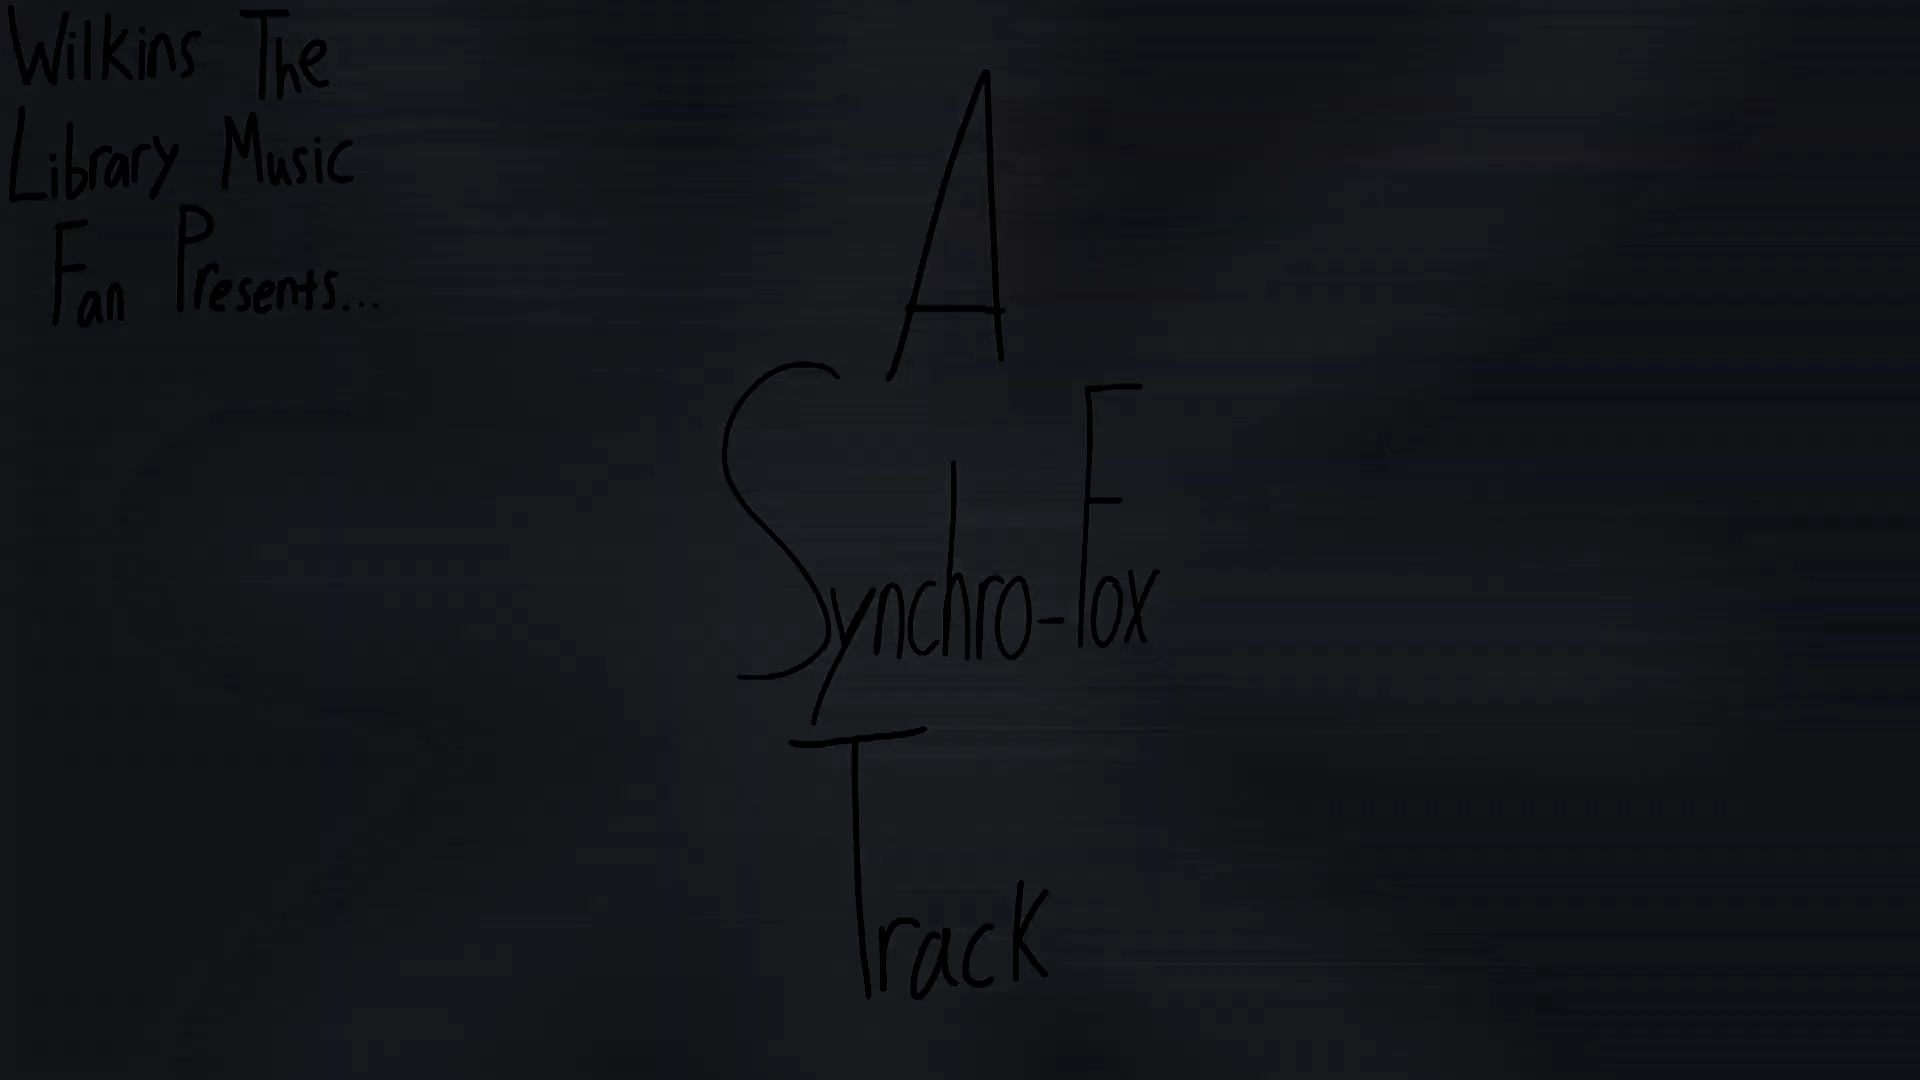 Wilkins The
Library Music
Fan Presents...
A
Synchro-Fox
Track